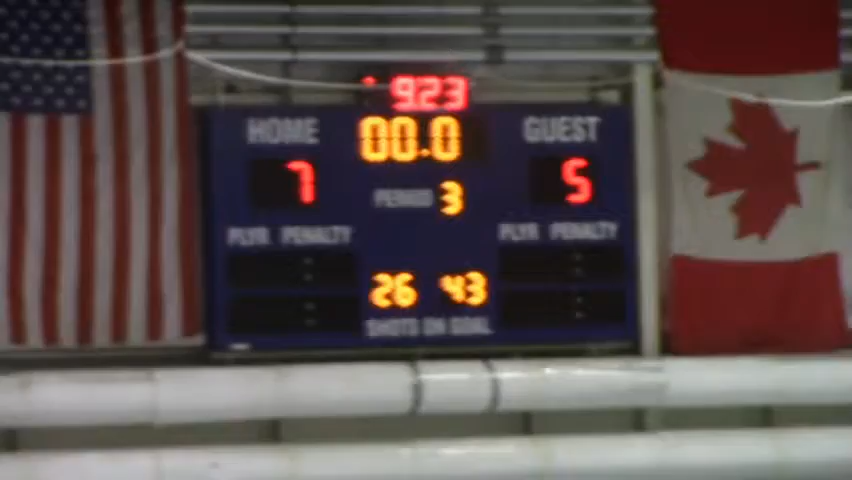 9:23
HOME 00.0 GUEST
7 5
PERIOD 3
PLYR PENALTY PLYR PENALTY
26 43
SHOTS ON GOAL